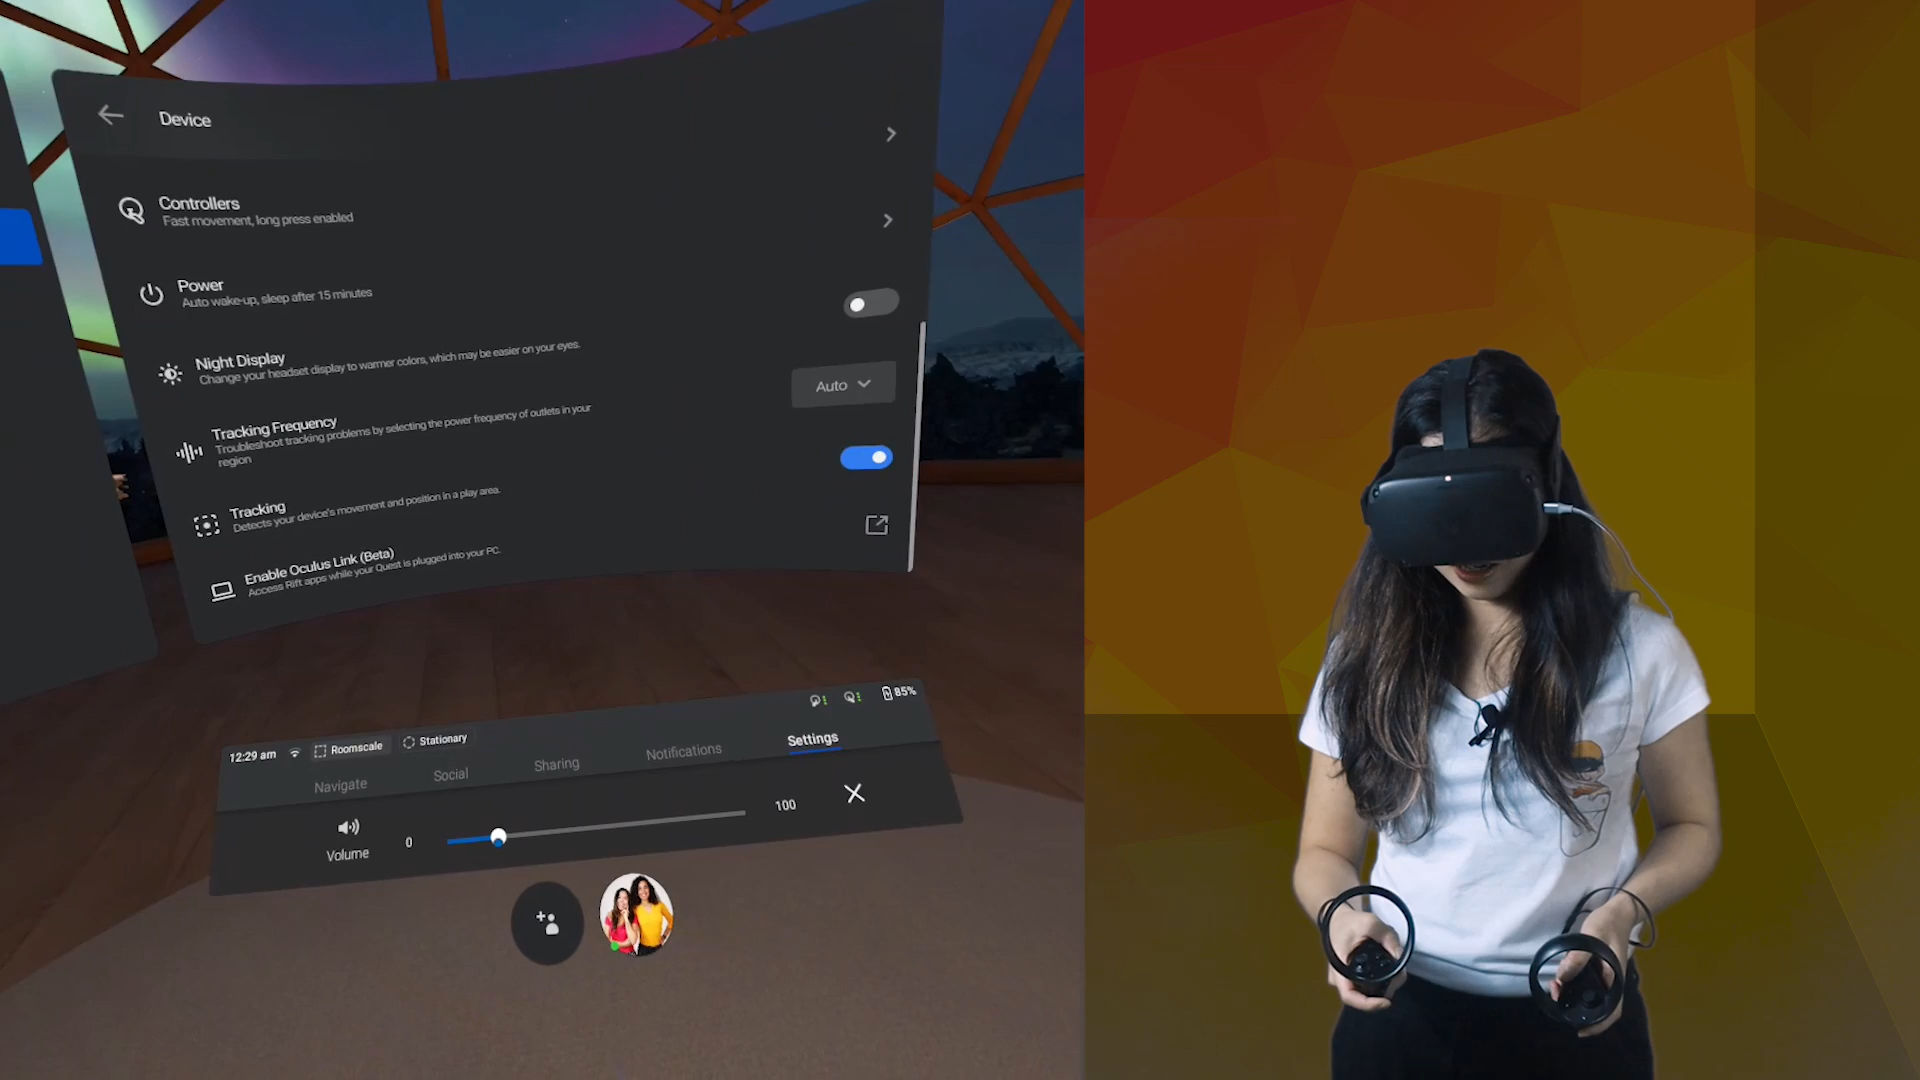 Device
Controllers
Fast movement, long press enabled
Power
Auto wake-up, sleep after 15 minutes
Night Display
Change your headset display to warmer colors, which may be easier on your eyes.
Auto
Tracking Frequency
Troubleshoot tracking problems by selecting the power frequency of outlets in your
region
Tracking
Detects your device's movement and position in a play area.
Enable Oculus Link (Beta)
Access Rift apps while your Quest is plugged into your PC.
12:29 am Roomscale Stationary 85%
Navigate Social Sharing Notifications Settings
Volume 0 100